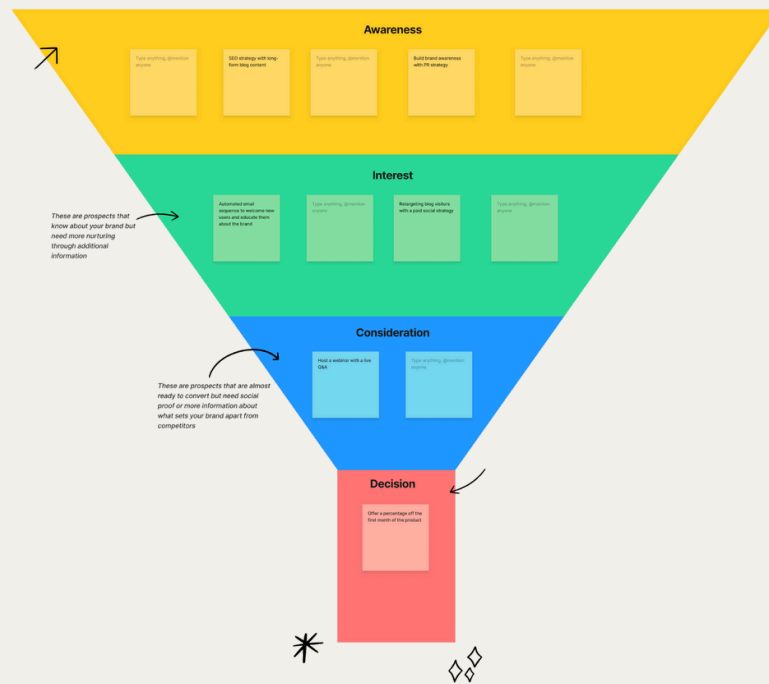 Awareness
Type anything, @mention
anyone
SEO strategy with long-
form blog content
Type anything, @mention
anyone
Build brand awareness
with PR strategy
Type anything, @mention
anyone
Interest
These are prospects that
know about your brand but
need more nurturing
through additional
information
Automated email
sequence to welcome new
users and educate them
about the brand
Type anything, @mention
anyone
Retargeting blog visitors
with a paid social strategy
Type anything, @mention
anyone
Consideration
These are prospects that are almost
ready to convert but need social
proof or more information about
what sets your brand apart from
competitors
Host a webinar with a live
Q&A
Type anything, @mention
anyone
Decision
Offer a percentage off the
first month of the product